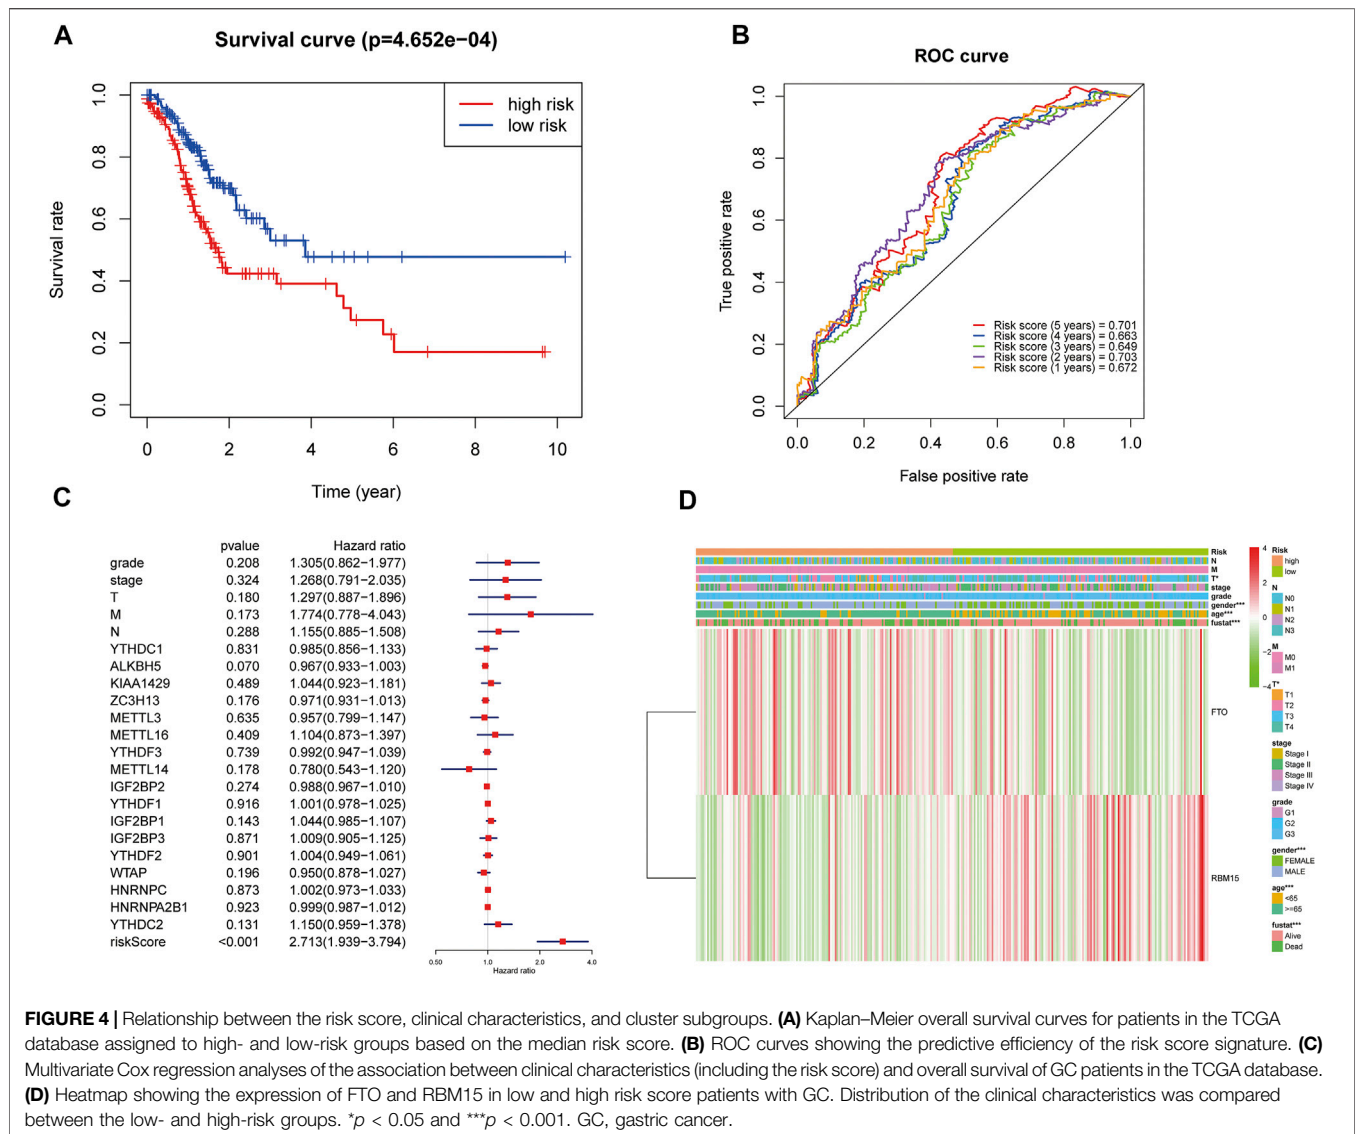 A
Survival curve (p=4.652e−04)
high risk
low risk
Survival rate
0.0
0.2
0.4
0.6
0.8
1.0
0 2 4 6 8 10
Time (year)
B
ROC curve
True positive rate
0.0
0.2
0.4
0.6
0.8
1.0
Risk score (5 years) = 0.701
Risk score (4 years) = 0.663
Risk score (3 years) = 0.649
Risk score (2 years) = 0.703
Risk score (1 years) = 0.672
0.0 0.2 0.4 0.6 0.8 1.0
False positive rate
C
pvalue Hazard ratio
grade 0.208 1.305(0.862−1.977)
stage 0.324 1.268(0.791−2.035)
T 0.180 1.297(0.887−1.896)
M 0.173 1.774(0.778−4.043)
N 0.288 1.155(0.885−1.508)
YTHDC1 0.831 0.985(0.856−1.133)
ALKBH5 0.070 0.967(0.933−1.003)
KIAA1429 0.489 1.044(0.923−1.181)
ZC3H13 0.176 0.971(0.931−1.013)
METTL3 0.635 0.957(0.799−1.147)
METTL16 0.409 1.104(0.873−1.397)
YTHDF3 0.739 0.992(0.947−1.039)
METTL14 0.178 0.780(0.543−1.120)
IGF2BP2 0.274 0.988(0.967−1.010)
YTHDF1 0.916 1.001(0.978−1.025)
IGF2BP1 0.143 1.044(0.985−1.107)
IGF2BP3 0.871 1.009(0.905−1.125)
YTHDF2 0.901 1.004(0.949−1.061)
WTAP 0.196 0.950(0.878−1.027)
HNRNPC 0.873 1.002(0.973−1.033)
HNRNPA2B1 0.923 0.999(0.987−1.012)
YTHDC2 0.131 1.150(0.959−1.378)
riskScore <0.001 2.713(1.939−3.794)
0.50 1.0 2.0 4.0
Hazard ratio
D
Risk
N
M
T*
stage
grade
gender***
age***
fustat***
FTO
RBM15
4
2
0
−2
−4
Risk
high
low
N
N0
N1
N2
N3
M
M0
M1
T*
T1
T2
T3
T4
stage
Stage I
Stage II
Stage III
Stage IV
grade
G1
G2
G3
gender***
FEMALE
MALE
age***
<65
>=65
fustat***
Alive
Dead
FIGURE 4 | Relationship between the risk score, clinical characteristics, and cluster subgroups. (A) Kaplan–Meier overall survival curves for patients in the TCGA
database assigned to high- and low-risk groups based on the median risk score. (B) ROC curves showing the predictive efficiency of the risk score signature. (C)
Multivariate Cox regression analyses of the association between clinical characteristics (including the risk score) and overall survival of GC patients in the TCGA database.
(D) Heatmap showing the expression of FTO and RBM15 in low and high risk score patients with GC. Distribution of the clinical characteristics was compared
between the low- and high-risk groups. *p < 0.05 and ***p < 0.001. GC, gastric cancer.